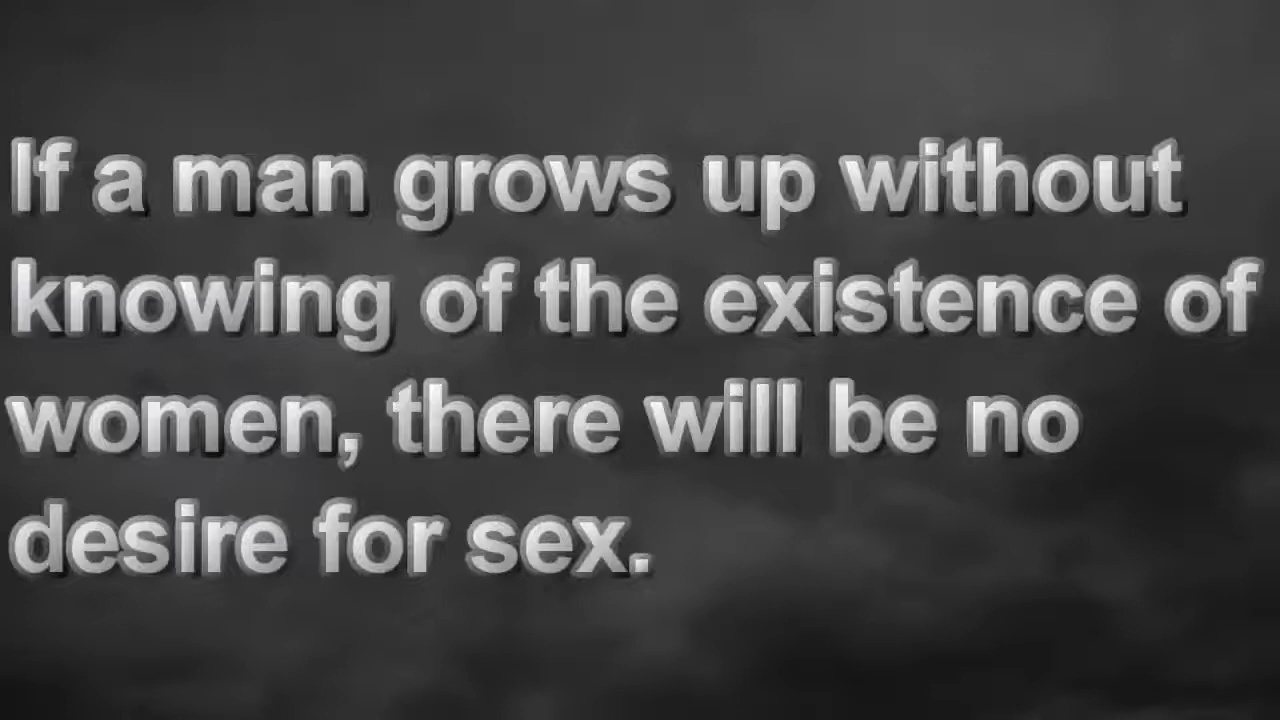 If a man grows up without
knowing of the existence of
women, there will be no
desire for sex.